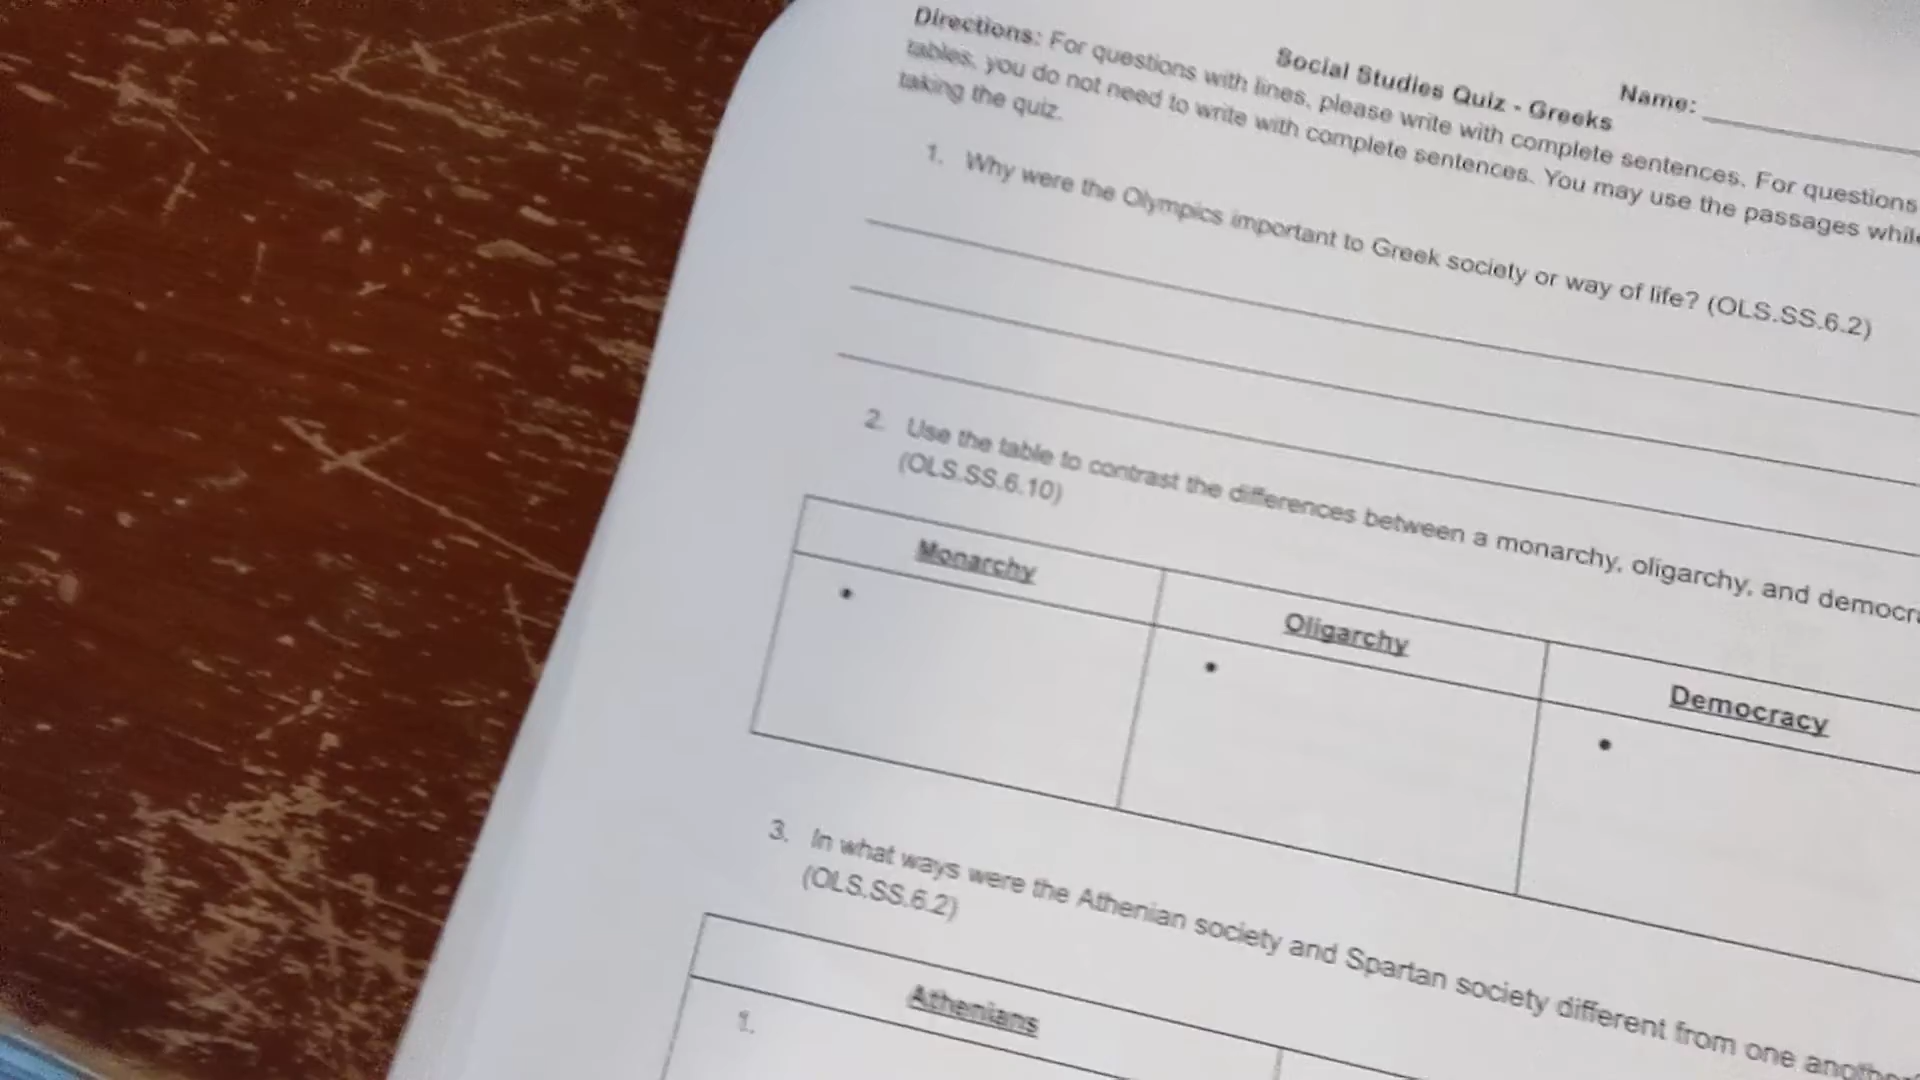 Name:
Social Studies Quiz - Greeks
Directions: For questions with lines, please write with complete sentences. For questions
tables, you do not need to write with complete sentences. You may use the passages while
taking the quiz.
1. Why were the Olympics important to Greek society or way of life? (OLS.SS.6.2)
2. Use the table to contrast the differences between a monarchy, oligarchy, and democr
(OLS.SS.6.10)
Monarchy
Oligarchy
Democracy
3. In what ways were the Athenian society and Spartan society different from one another
(OLS.SS.6.2)
Athenians
1.